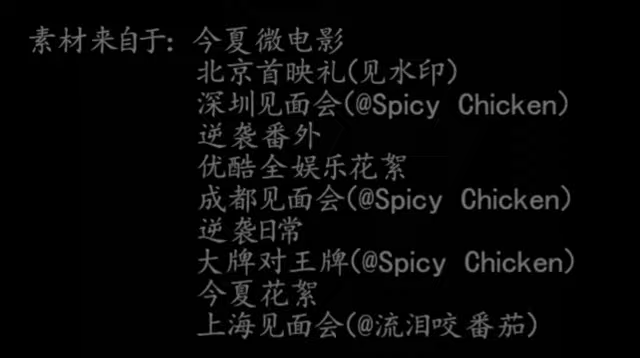 素材来自于：今夏微电影
北京首映礼(见水印)
深圳见面会(@Spicy Chicken)
逆袭番外
优酷全娱乐花絮
成都见面会(@Spicy Chicken)
逆袭日常
大牌对王牌(@Spicy Chicken)
今夏花絮
上海见面会(@流泪咬番茄)